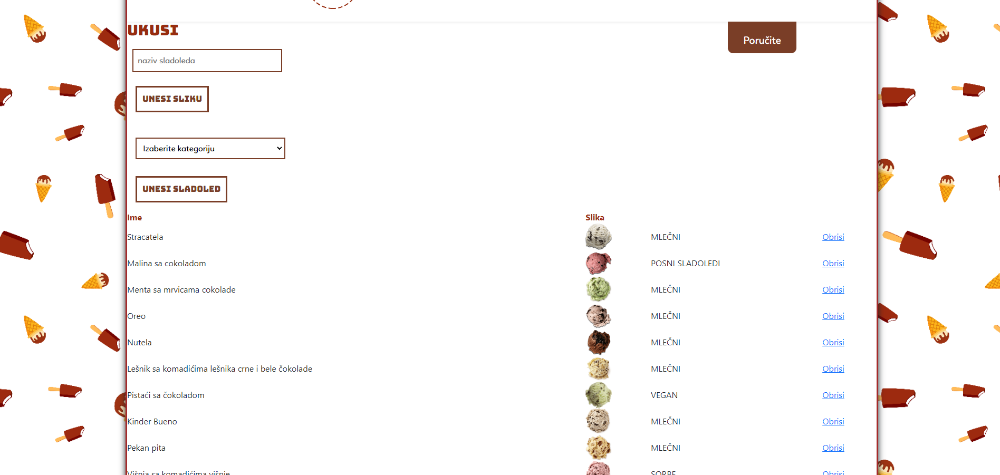 UKUSI
Poručite
naziv sladoleda
UNESI SLIKU
Izaberite kategoriju
UNESI SLADOLED
Ime Slika
Stracatela MLEČNI Obrisi
Malina sa cokoladom POSNI SLADOLEDI Obrisi
Menta sa mrvicama cokolade MLEČNI Obrisi
Oreo MLEČNI Obrisi
Nutela MLEČNI Obrisi
Lešnik sa komadićima lešnika crne i bele čokolade MLEČNI Obrisi
Pistaći sa čokoladom VEGAN Obrisi
Kinder Bueno MLEČNI Obrisi
Pekan pita MLEČNI Obrisi
Višnja sa komadićima višnje SORBE Obrisi